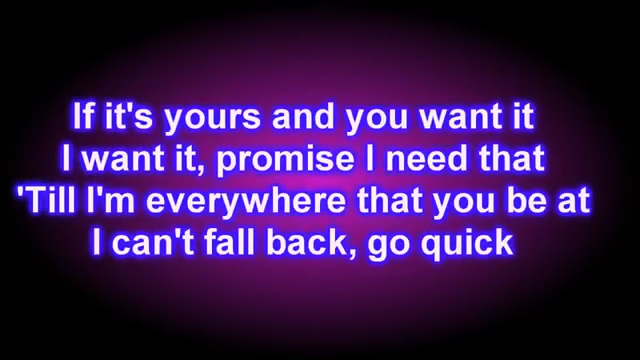 If it's yours and you want it
I want it, promise I need that
'Till I'm everywhere that you be at
I can't fall back, go quick